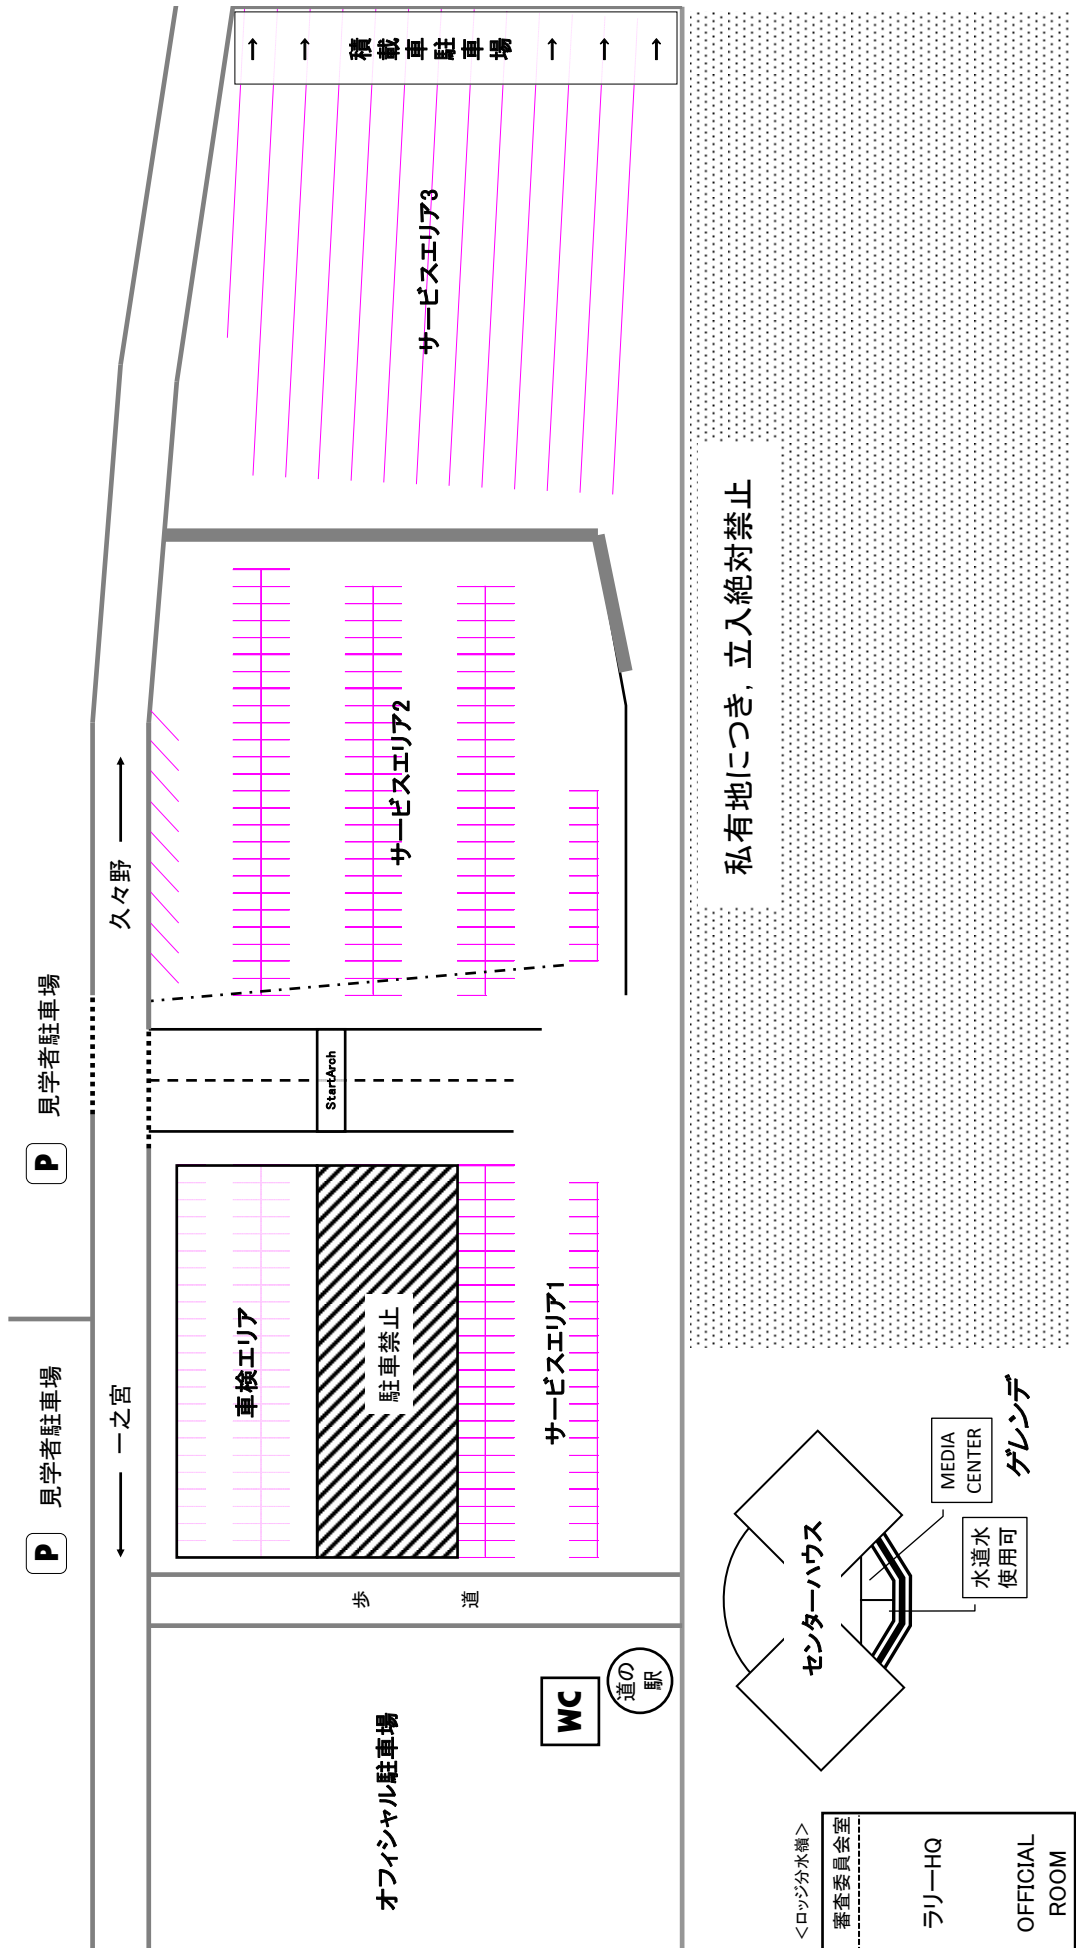 P 見学者駐車場
P 見学者駐車場
← 一之宮
久々野 →
オフィシャル駐車場
WC
道の
駅
歩 道
車検エリア
駐車禁止
サービスエリア1
StartArch
サービスエリア2
サービスエリア3
→ → 積載車駐車場 → → →
私有地につき，立入絶対禁止
<ロッジ分水嶺>
審査委員会室
ラリーHQ
OFFICIAL
ROOM
センターハウス
MEDIA
CENTER
水道水
使用可
ゲレンデ